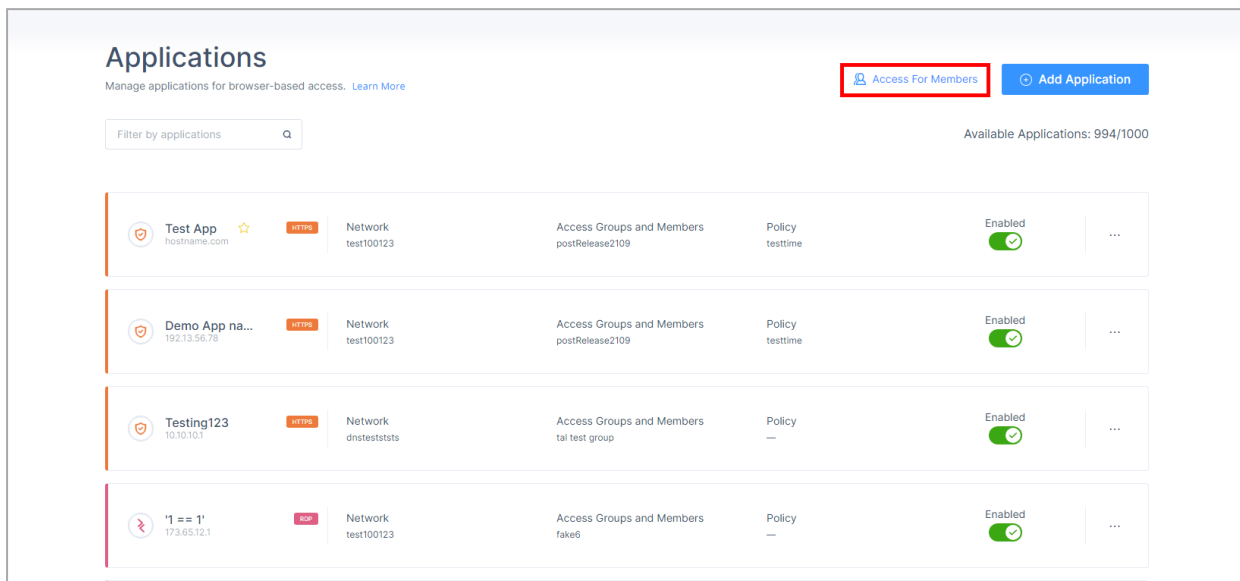 Applications
Manage applications for browser-based access. Learn More
Access For Members
Add Application
Filter by applications
Available Applications: 994/1000
Test App
hostname.com
HTTPS
Network
test100123
Access Groups and Members
postRelease2109
Policy
testtime
Enabled
...
Demo App na...
192.13.56.78
HTTPS
Network
test100123
Access Groups and Members
postRelease2109
Policy
testtime
Enabled
...
Testing123
10.10.10.1
HTTPS
Network
dnstestststs
Access Groups and Members
tal test group
Policy
—
Enabled
...
'1 == 1'
173.65.12.1
RDP
Network
test100123
Access Groups and Members
fake6
Policy
—
Enabled
...